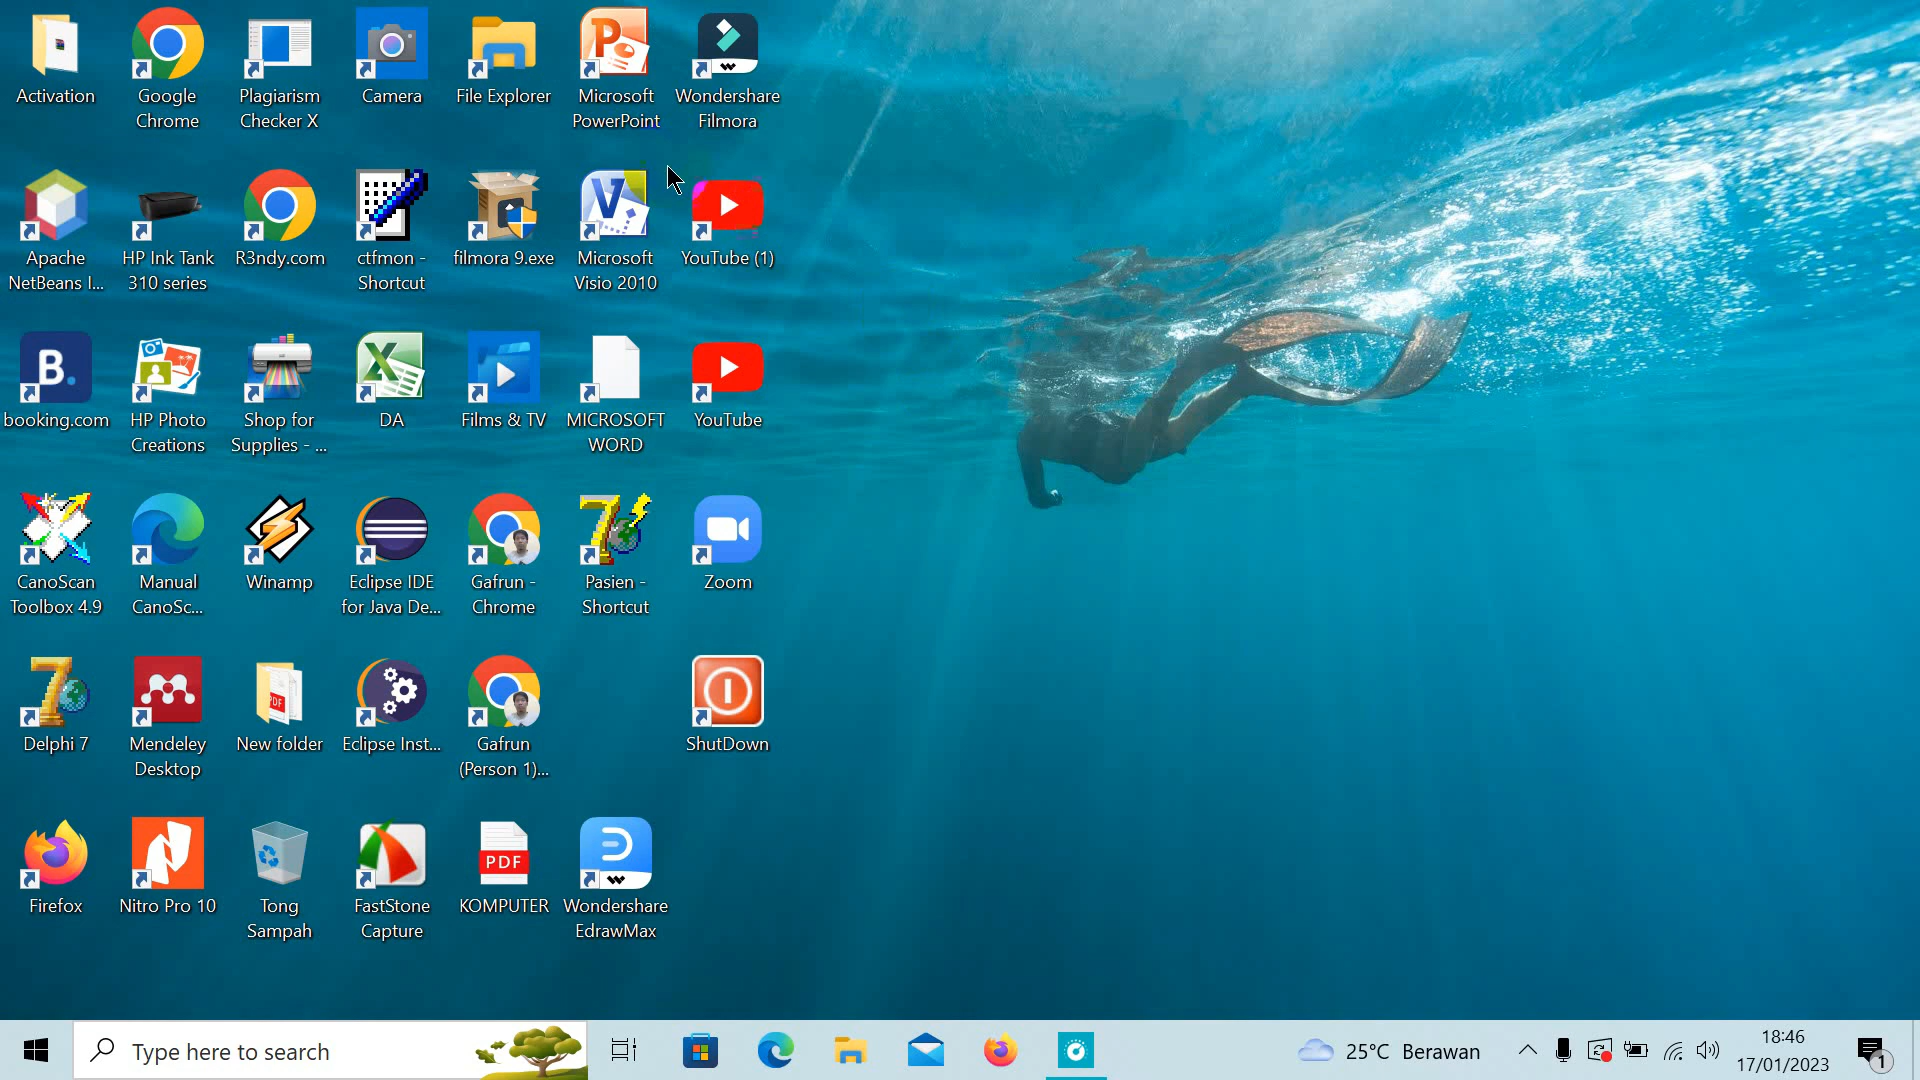 Activation
Google
Chrome
Plagiarism
Checker X
Camera
File Explorer
Microsoft
PowerPoint
Wondershare
Filmora
Apache
NetBeans I...
HP Ink Tank
310 series
R3ndy.com
ctfmon -
Shortcut
filmora 9.exe
Microsoft
Visio 2010
YouTube (1)
B.
booking.com
HP Photo
Creations
Shop for
Supplies - ...
DA
Films & TV
MICROSOFT
WORD
YouTube
CanoScan
Toolbox 4.9
Manual
CanoSc...
Winamp
Eclipse IDE
for Java De...
Gafrun -
Chrome
7
Pasien -
Shortcut
Zoom
7
Delphi 7
Mendeley
Desktop
PDF
New folder
Eclipse Inst...
Gafrun
(Person 1)...
ShutDown
Firefox
Nitro Pro 10
Tong
Sampah
FastStone
Capture
PDF
KOMPUTER
Wondershare
EdrawMax
Type here to search
25°C Berawan
18:46
17/01/2023
1